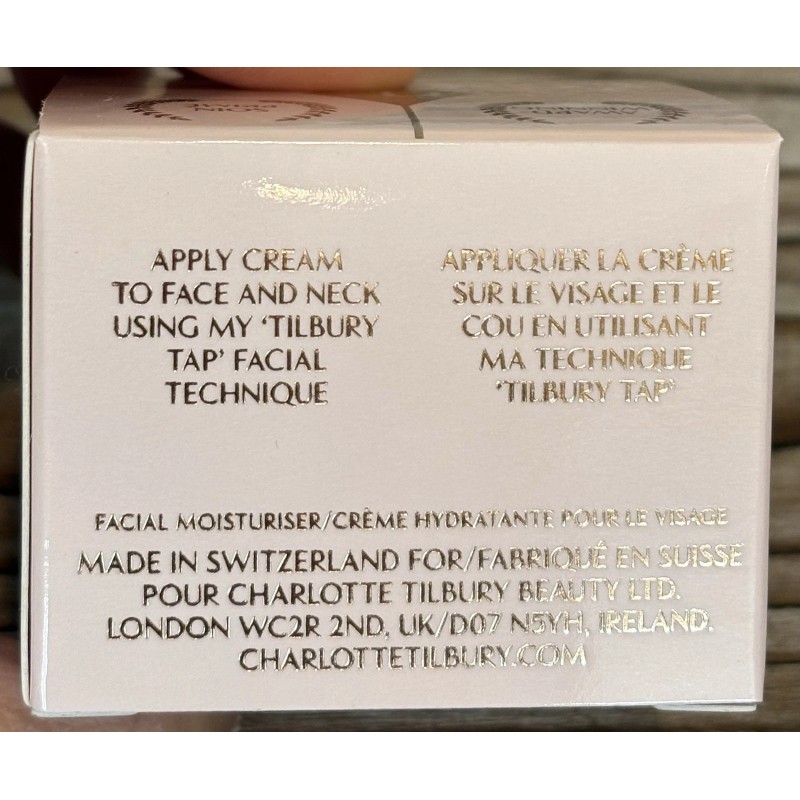 APPLY CREAM
TO FACE AND NECK
USING MY ‘TILBURY
TAP’ FACIAL
TECHNIQUE
APPLIQUER LA CRÈME
SUR LE VISAGE ET LE
COU EN UTILISANT
MA TECHNIQUE
‘TILBURY TAP’
FACIAL MOISTURISER/CRÈME HYDRATANTE POUR LE VISAGE
MADE IN SWITZERLAND FOR/FABRIQUÉ EN SUISSE
POUR CHARLOTTE TILBURY BEAUTY LTD.
LONDON WC2R 2ND, UK/D07 N5YH, IRELAND.
CHARLOTTETILBURY.COM